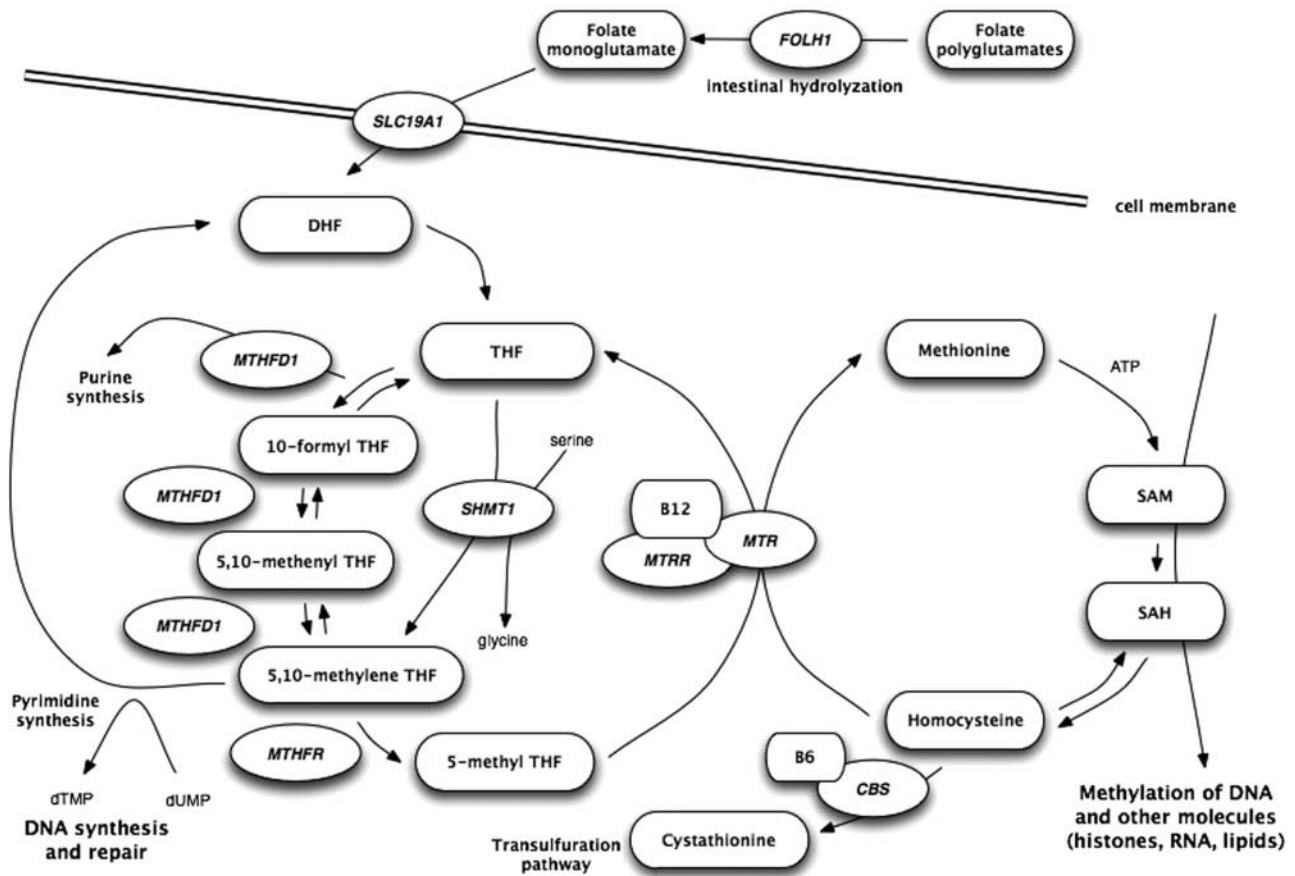 Folate
monoglutamate
FOLH1
Folate
polyglutamates
Intestinal hydrolyzation
SLC19A1
cell membrane
DHF
THF
MTHFD1
Purine
synthesis
Methionine
ATP
10-formyl THF
serine
MTHFD1
SHMT1
B12
MTR
MTRR
SAM
5,10-methenyl THF
MTHFD1
glycine
SAH
5,10-methylene THF
Pyrimidine
synthesis
Homocysteine
MTHFR
5-methyl THF
B6
CBS
dTMP
dUMP
DNA synthesis
and repair
Transulfuration
pathway
Cystathionine
Methylation of DNA
and other molecules
(histones, RNA, lipids)